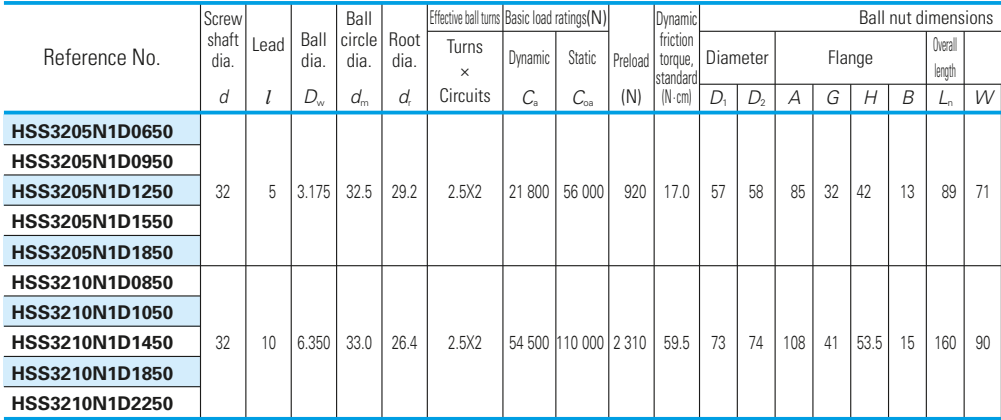 Reference No. Screw shaft dia. d Lead l Ball dia. Dw Ball circle dia. dm Root dia. dr Effective ball turns Turns × Circuits Basic load ratings(N) Dynamic Ca Static Coa Preload (N) Dynamic friction torque, standard (N·cm) Ball nut dimensions Diameter D1 D2 Flange A G H B Overall length Ln W
HSS3205N1D0650
HSS3205N1D0950
HSS3205N1D1250 32 5 3.175 32.5 29.2 2.5X2 21 800 56 000 920 17.0 57 58 85 32 42 13 89 71
HSS3205N1D1550
HSS3205N1D1850
HSS3210N1D0850
HSS3210N1D1050
HSS3210N1D1450 32 10 6.350 33.0 26.4 2.5X2 54 500 110 000 2 310 59.5 73 74 108 41 53.5 15 160 90
HSS3210N1D1850
HSS3210N1D2250